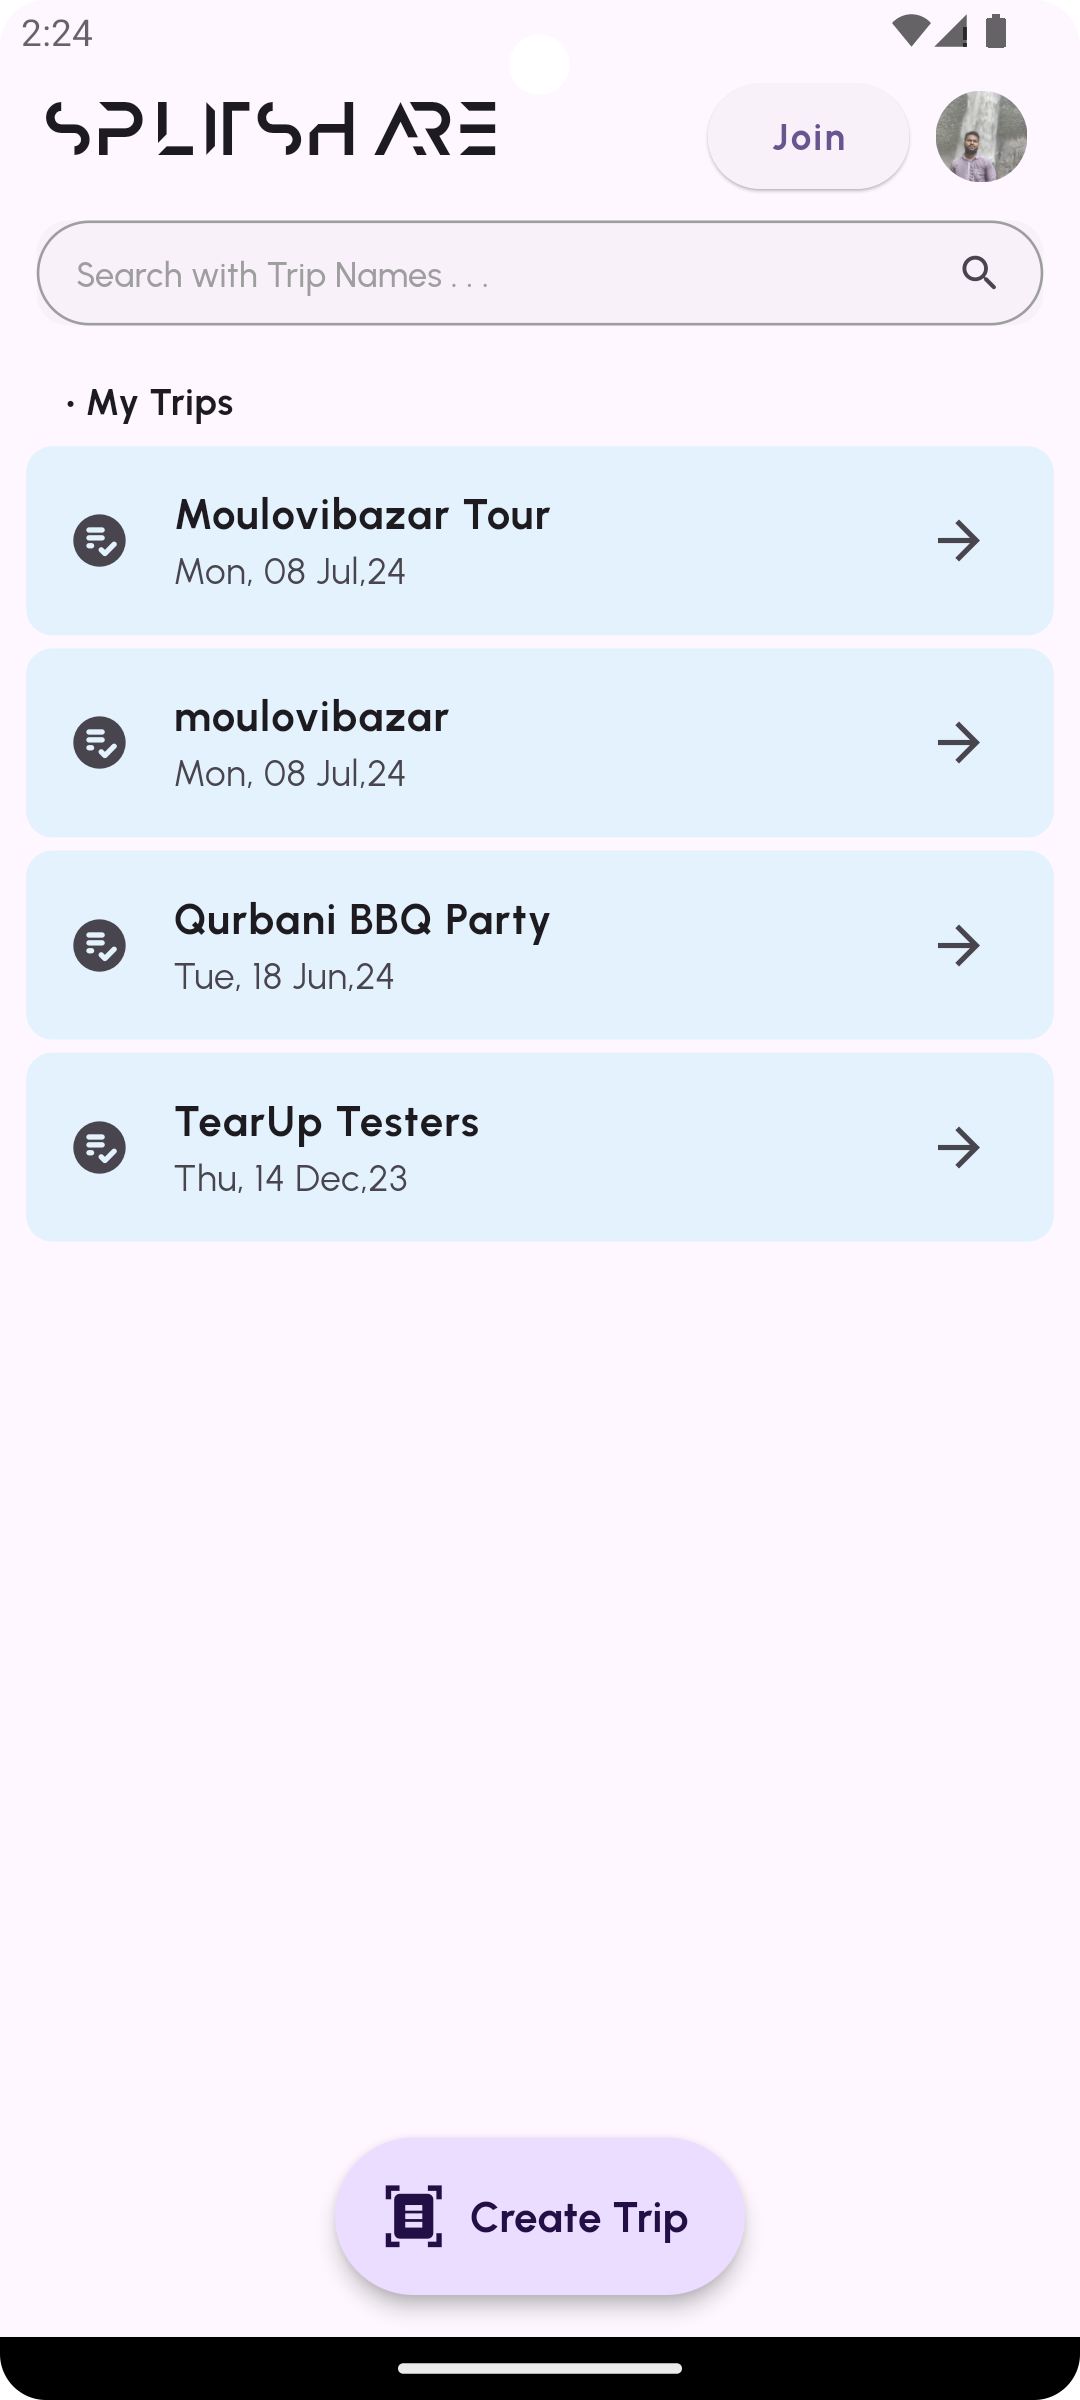 2:24
SPLITSHARE
Join
Search with Trip Names . . .
· My Trips
Moulovibazar Tour
Mon, 08 Jul,24
moulovibazar
Mon, 08 Jul,24
Qurbani BBQ Party
Tue, 18 Jun,24
TearUp Testers
Thu, 14 Dec,23
Create Trip